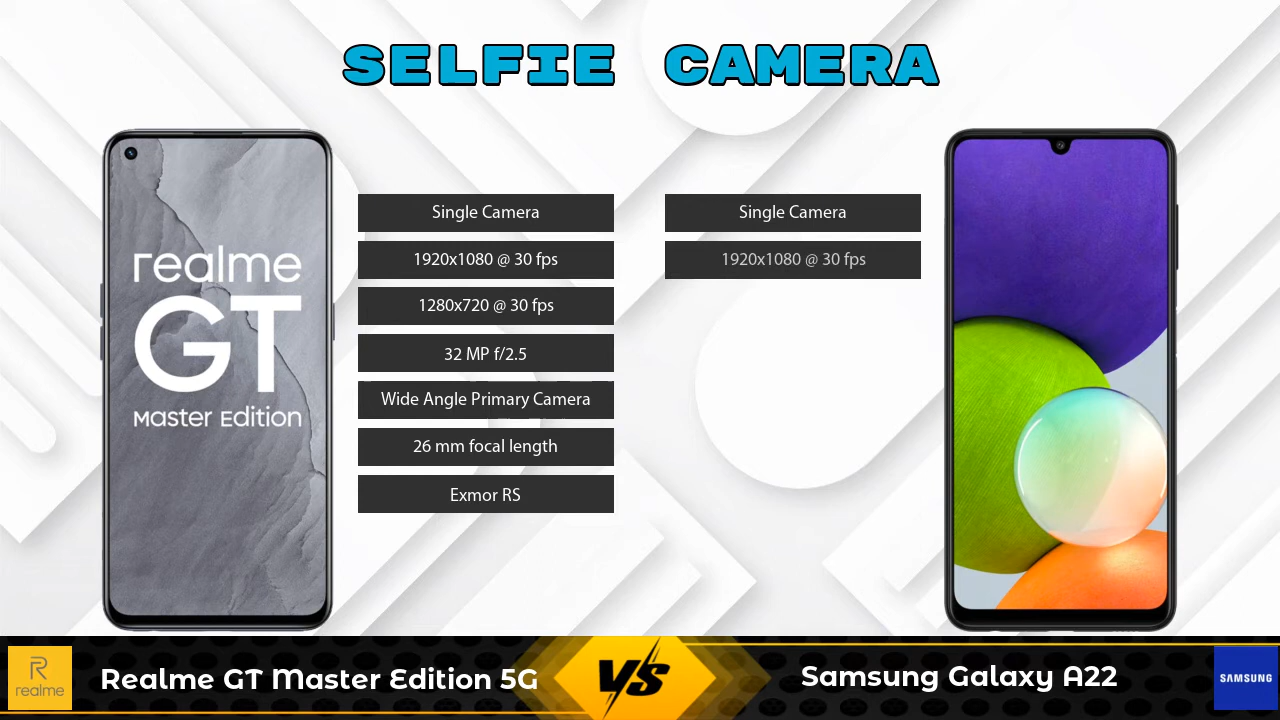 SELFIE CAMERA
realme
GT
Master Edition
Single Camera
1920x1080 @ 30 fps
1280x720 @ 30 fps
32 MP f/2.5
Wide Angle Primary Camera
26 mm focal length
Exmor RS
Single Camera
1920x1080 @ 30 fps
R
realme
Realme GT Master Edition 5G
VS
Samsung Galaxy A22
SAMSUNG